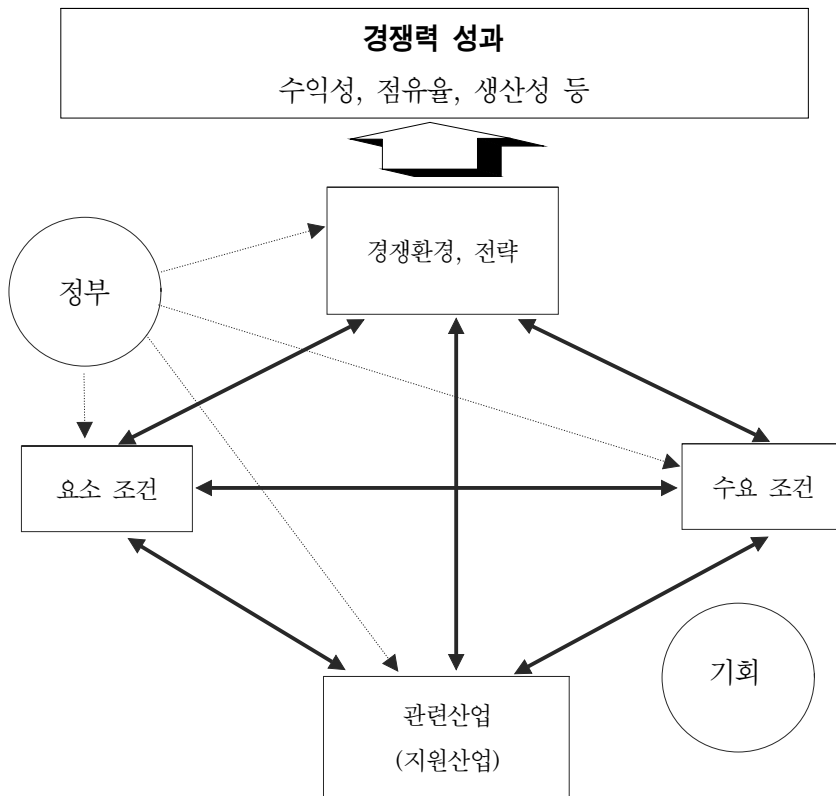 경쟁력 성과
수익성, 점유율, 생산성 등
경쟁환경, 전략
정부
요소 조건
수요 조건
기회
관련산업
(지원산업)